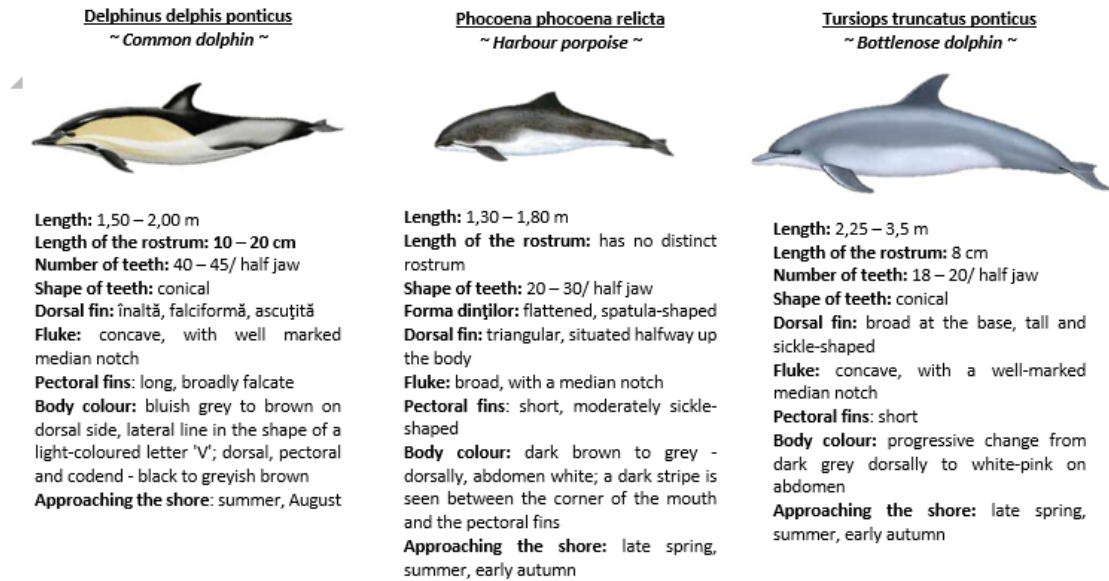 Delphinus delphis ponticus
~ Common dolphin ~
Length: 1,50 – 2,00 m
Length of the rostrum: 10 – 20 cm
Number of teeth: 40 – 45/ half jaw
Shape of teeth: conical
Dorsal fin: înaltă, falciformă, ascuțită
Fluke: concave, with well marked
median notch
Pectoral fins: long, broadly falcate
Body colour: bluish grey to brown on
dorsal side, lateral line in the shape of a
light-coloured letter 'V'; dorsal, pectoral
and codend - black to greyish brown
Approaching the shore: summer, August
Phocoena phocoena relicta
~ Harbour porpoise ~
Length: 1,30 – 1,80 m
Length of the rostrum: has no distinct
rostrum
Shape of teeth: 20 – 30/ half jaw
Forma dinților: flattened, spatula-shaped
Dorsal fin: triangular, situated halfway up
the body
Fluke: broad, with a median notch
Pectoral fins: short, moderately sickle-
shaped
Body colour: dark brown to grey -
dorsally, abdomen white; a dark stripe is
seen between the corner of the mouth
and the pectoral fins
Approaching the shore: late spring,
summer, early autumn
Tursiops truncatus ponticus
~ Bottlenose dolphin ~
Length: 2,25 – 3,5 m
Length of the rostrum: 8 cm
Number of teeth: 18 – 20/ half jaw
Shape of teeth: conical
Dorsal fin: broad at the base, tall and
sickle-shaped
Fluke: concave, with a well-marked
median notch
Pectoral fins: short
Body colour: progressive change from
dark grey dorsally to white-pink on
abdomen
Approaching the shore: late spring,
summer, early autumn